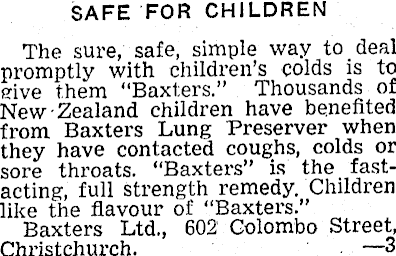 SAFE FOR CHILDREN
The sure, safe, simple way to deal
promptly with children's colds is to
give them "Baxters." Thousands of
New Zealand children have benefited
from Baxters Lung Preserver when
they have contacted coughs, colds or
sore throats. "Baxters" is the fast-
acting, full strength remedy. Children
like the flavour of "Baxters."
Baxters Ltd., 602 Colombo Street,
Christchurch. —3